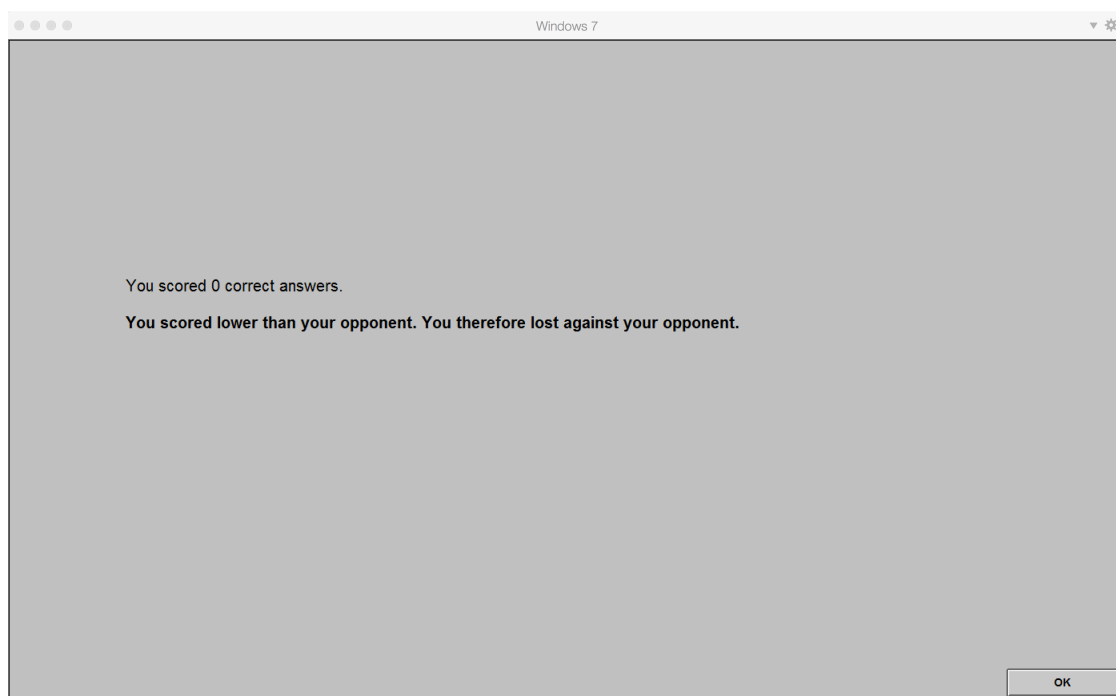 Windows 7
You scored 0 correct answers.
You scored lower than your opponent. You therefore lost against your opponent.
OK